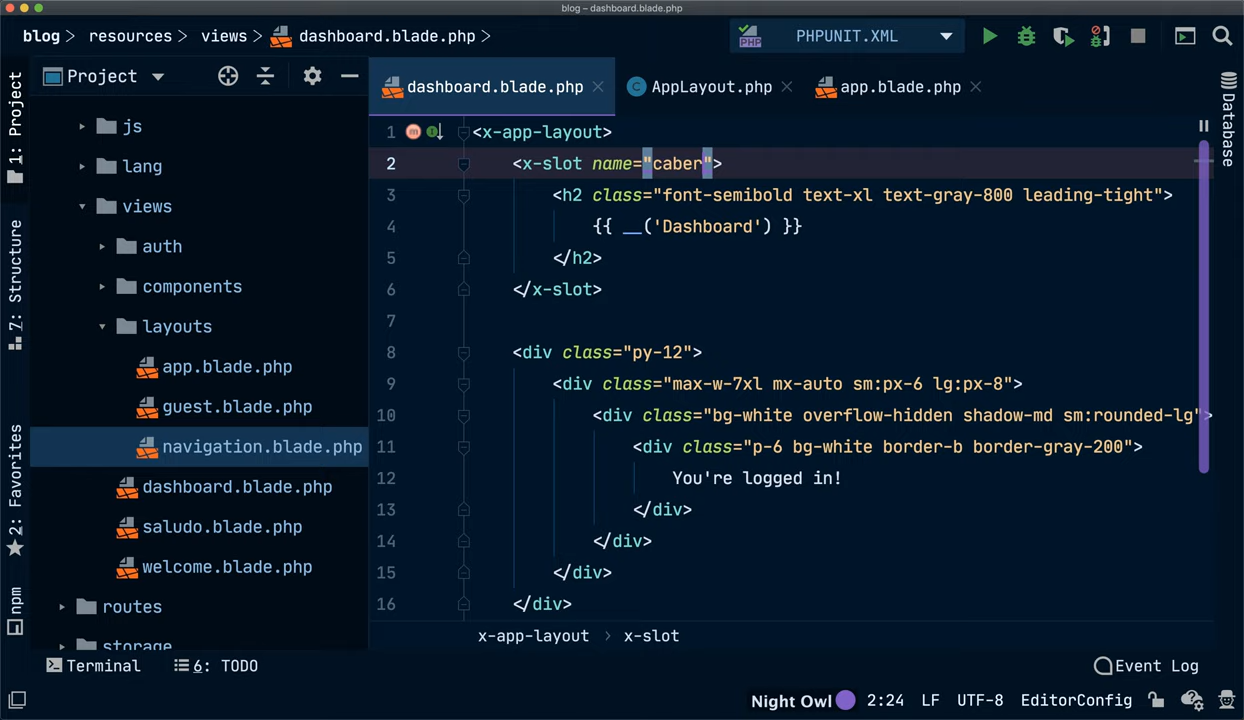 blog – dashboard.blade.php
blog > resources > views > dashboard.blade.php >
PHPUNIT.XML
Project
dashboard.blade.php
AppLayout.php
app.blade.php
1: Project
7: Structure
2: Favorites
npm
Database
js
lang
views
auth
components
layouts
app.blade.php
guest.blade.php
navigation.blade.php
dashboard.blade.php
saludo.blade.php
welcome.blade.php
routes
storage
1 <x-app-layout>
2 <x-slot name="caber">
3 <h2 class="font-semibold text-xl text-gray-800 leading-tight">
4 {{ __('Dashboard') }}
5 </h2>
6 </x-slot>
7
8 <div class="py-12">
9 <div class="max-w-7xl mx-auto sm:px-6 lg:px-8">
10 <div class="bg-white overflow-hidden shadow-md sm:rounded-lg">
11 <div class="p-6 bg-white border-b border-gray-200">
12 You're logged in!
13 </div>
14 </div>
15 </div>
16 </div>
x-app-layout > x-slot
Terminal
6: TODO
Event Log
Night Owl 2:24 LF UTF-8 EditorConfig